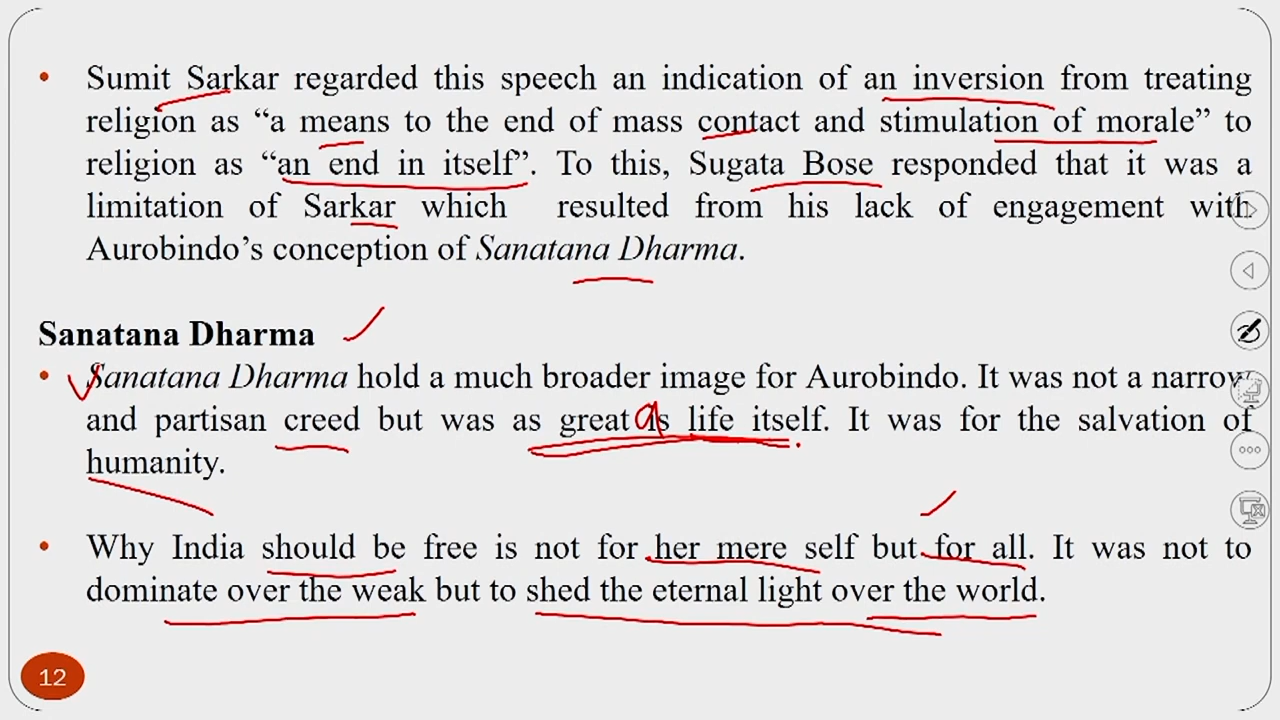 • Sumit Sarkar regarded this speech an indication of an inversion from treating
religion as “a means to the end of mass contact and stimulation of morale” to
religion as “an end in itself”. To this, Sugata Bose responded that it was a
limitation of Sarkar which resulted from his lack of engagement with
Aurobindo’s conception of Sanatana Dharma.
Sanatana Dharma
• Sanatana Dharma hold a much broader image for Aurobindo. It was not a narrow
and partisan creed but was as great is life itself. It was for the salvation of
humanity.
• Why India should be free is not for her mere self but for all. It was not to
dominate over the weak but to shed the eternal light over the world.
12